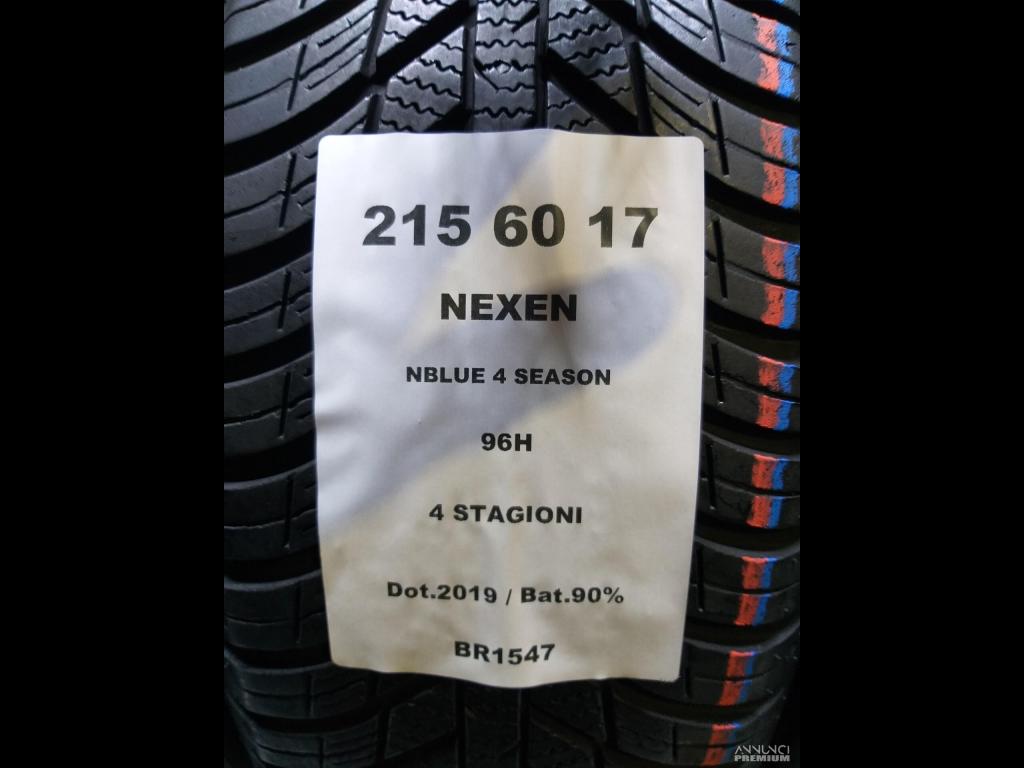 215 60 17
NEXEN
NBLUE 4 SEASON
96H
4 STAGIONI
Dot.2019 / Bat.90%
BR1547
ANNUNCI
PREMIUM